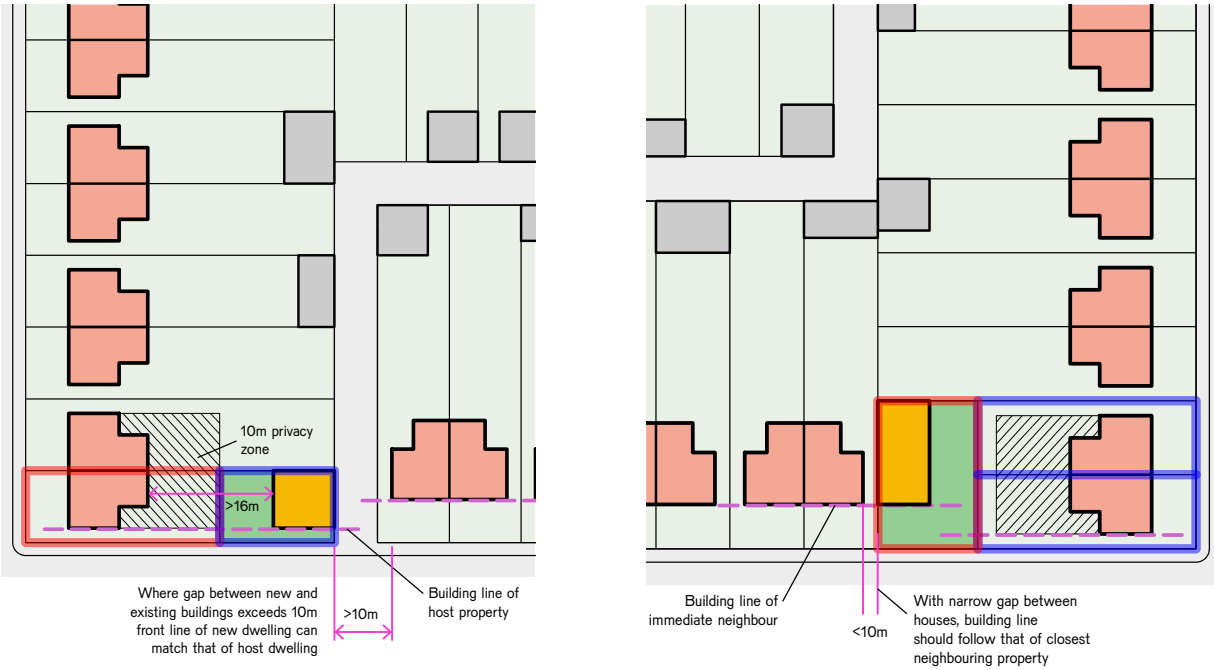 10m privacy
zone
>16m
Where gap between new and
existing buildings exceeds 10m
front line of new dwelling can
match that of host dwelling
>10m
Building line of
host property
Building line of
immediate neighbour
<10m
With narrow gap between
houses, building line
should follow that of closest
neighbouring property